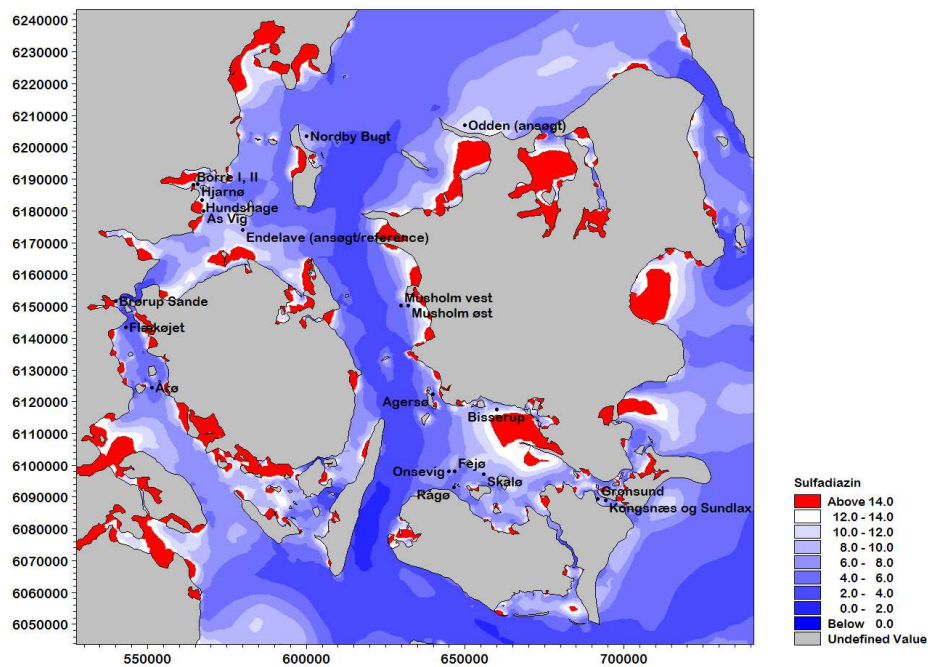 6240000
6230000
6220000
6210000
6200000
6190000
6180000
6170000
6160000
6150000
6140000
6130000
6120000
6110000
6100000
6090000
6080000
6070000
6060000
6050000
550000
600000
650000
700000
Odden (ansøgt)
Nordby Bugt
Borre I, II
Hjarnø
Hundshage
As Vig
Endelave (ansøgt/reference)
Brørup Sande
Musholm vest
Musholm øst
Flækøjet
Årø
Agersø
Bisserup
Onsevig
Fejø
Skalø
Rågø
Grønsund
Kongsnæs og Sundlax
Sulfadiazin
Above 14.0
12.0 - 14.0
10.0 - 12.0
8.0 - 10.0
6.0 - 8.0
4.0 - 6.0
2.0 - 4.0
0.0 - 2.0
Below 0.0
Undefined Value